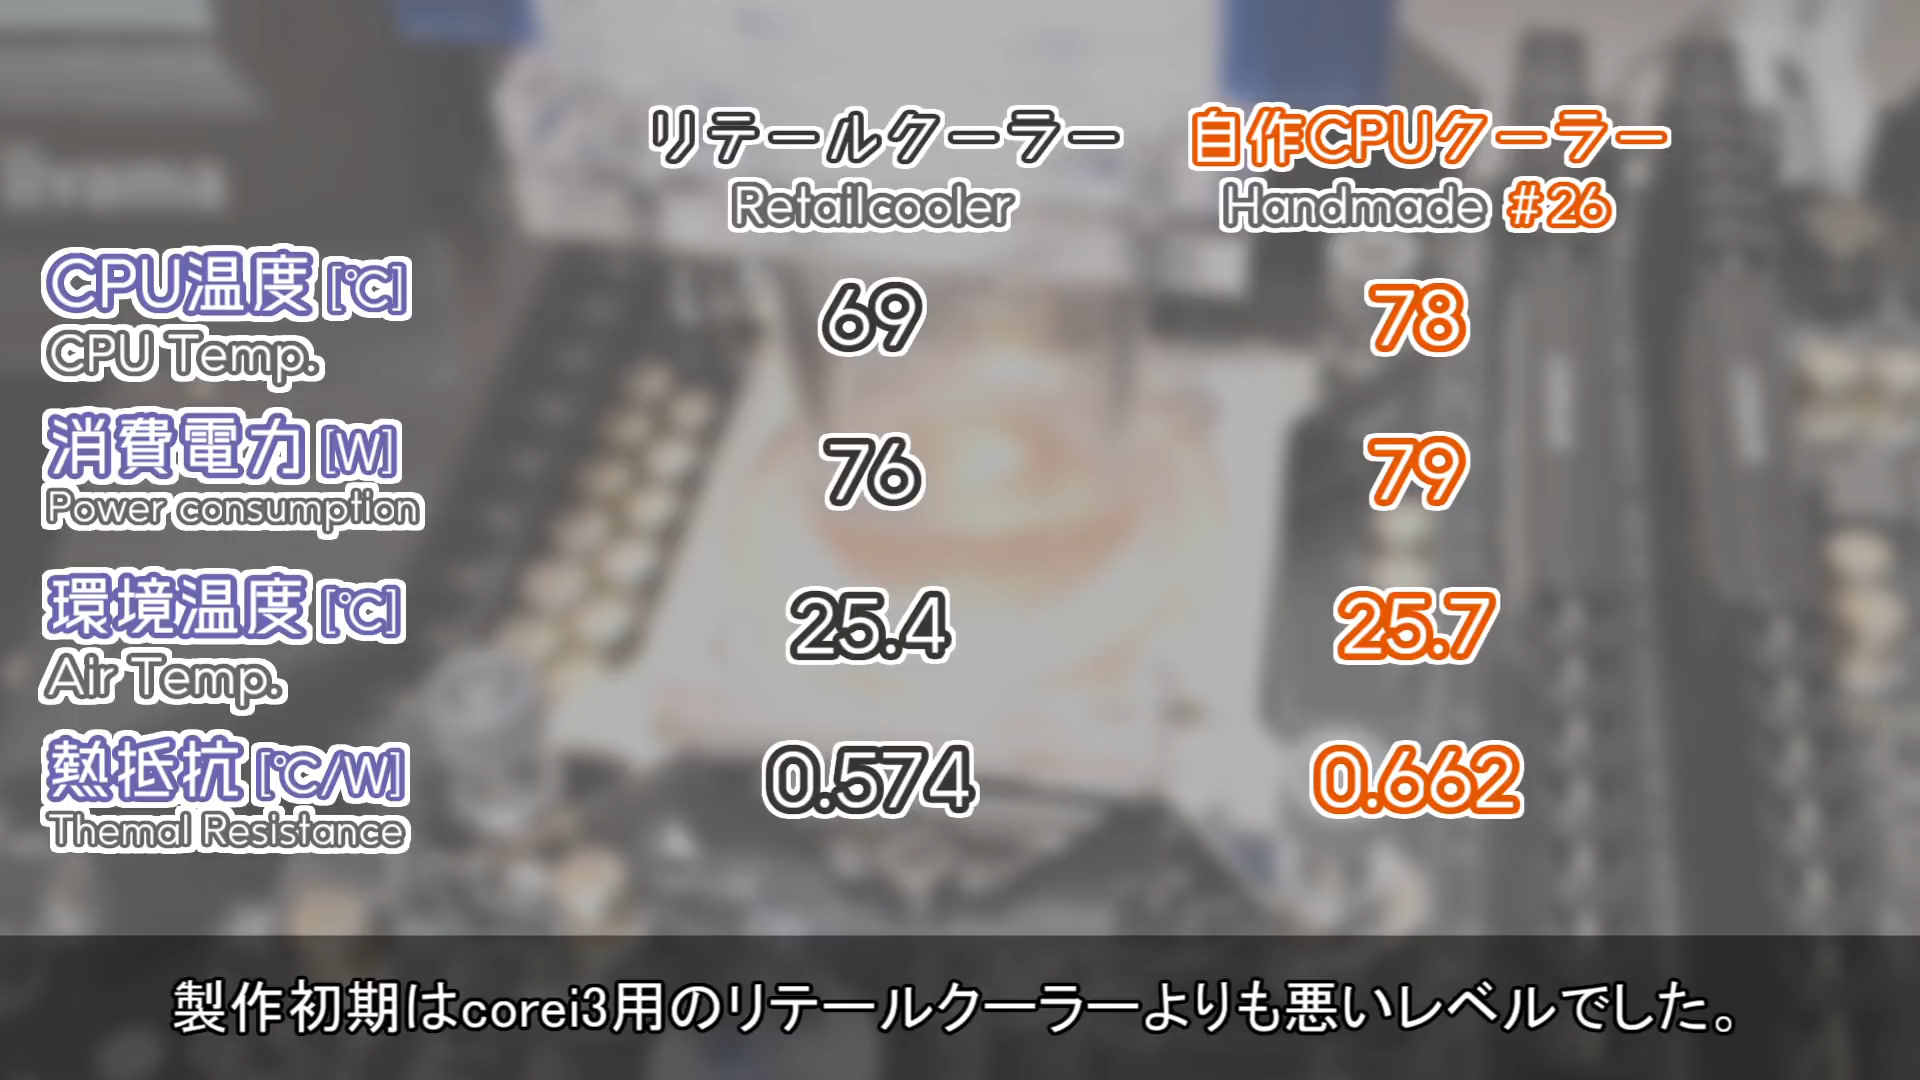 リテールクーラー 自作CPUクーラー
Retailcooler Handmade #26
CPU温度 [℃] 69 78
CPU Temp.
消費電力 [W] 76 79
Power consumption
環境温度 [℃] 25.4 25.7
Air Temp.
熱抵抗 [℃/W] 0.574 0.662
Themal Resistance
製作初期はcorei3用のリテールクーラーよりも悪いレベルでした。